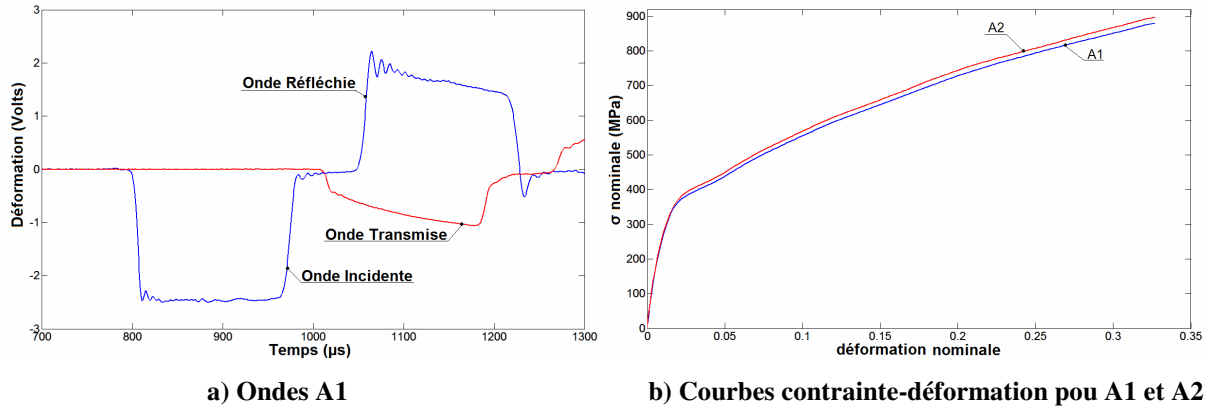 3
2
1
0
-1
-2
-3
Déformation (Volts)
Onde Réfléchie
Onde Transmise
Onde Incidente
700
800
900
1000
1100
1200
1300
Temps (µs)
a) Ondes A1
900
800
700
600
500
400
300
200
100
0
σ nominale (MPa)
A2
A1
0
0.05
0.1
0.15
0.2
0.25
0.3
0.35
déformation nominale
b) Courbes contrainte-déformation pou A1 et A2